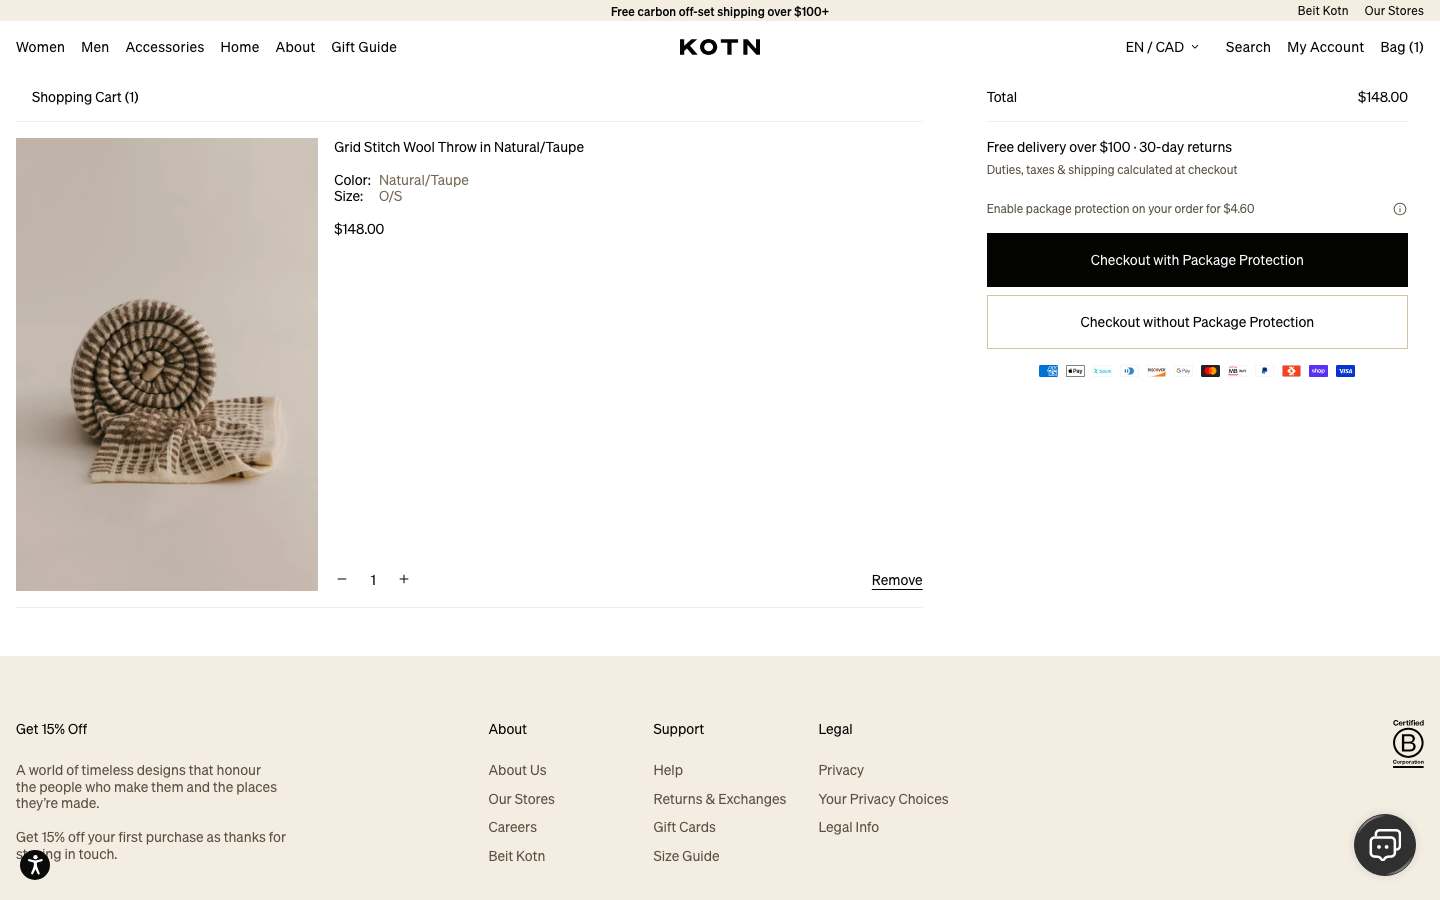 Free carbon off-set shipping over $100+
Beit Kotn Our Stores
Women Men Accessories Home About Gift Guide
KOTN
EN / CAD Search My Account Bag (1)
Shopping Cart (1)
Grid Stitch Wool Throw in Natural/Taupe
Color: Natural/Taupe
Size: O/S
$148.00
1
Remove
Total $148.00
Free delivery over $100 · 30-day returns
Duties, taxes & shipping calculated at checkout
Enable package protection on your order for $4.60
Checkout with Package Protection
Checkout without Package Protection
Pay DISCOVER G Pay shop VISA
Get 15% Off
A world of timeless designs that honour
the people who make them and the places
they're made.
Get 15% off your first purchase as thanks for
in touch.
About
About Us
Our Stores
Careers
Beit Kotn
Support
Help
Returns & Exchanges
Gift Cards
Size Guide
Legal
Privacy
Your Privacy Choices
Legal Info
Certified
B
Corporation